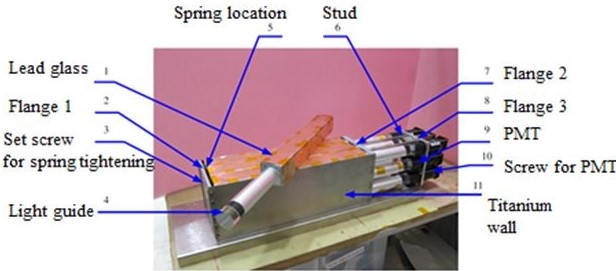 Spring location
5
Stud
6
Lead glass 1
Flange 1 2
Set screw 3
for spring tightening
Light guide 4
7 Flange 2
8 Flange 3
9 PMT
10 Screw for PMT
11 Titanium
wall